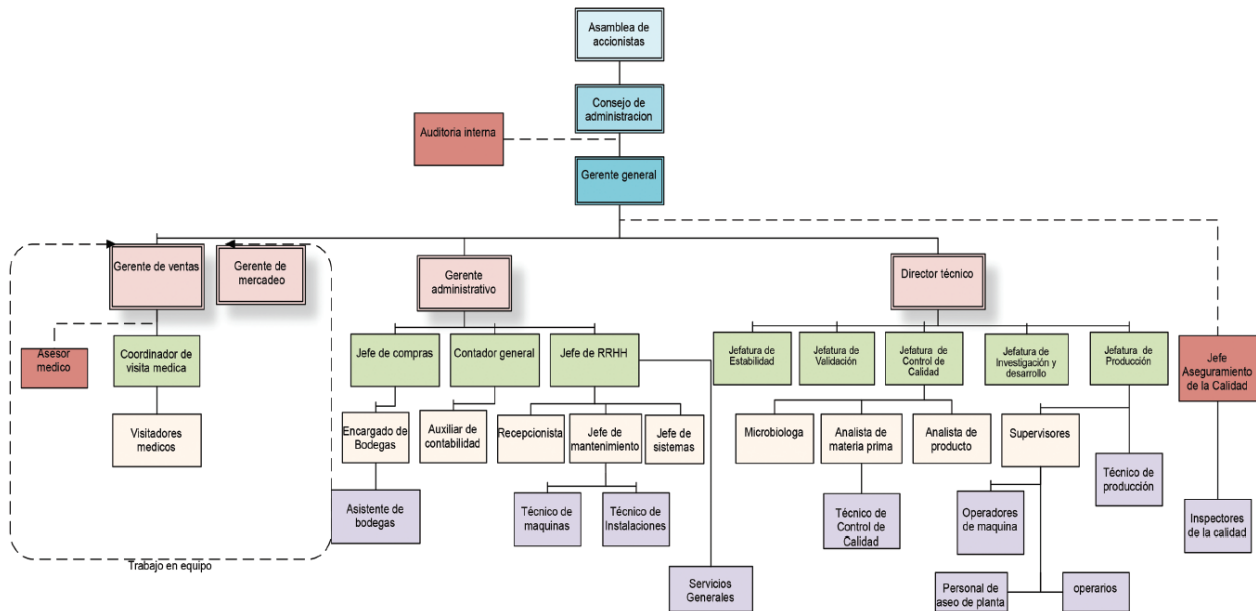 Asamblea de
accionistas
Consejo de
administracion
Auditoria interna
Gerente general
Gerente de ventas
Gerente de
mercadeo
Gerente
administrativo
Director técnico
Asesor
medico
Coordinador de
visita medica
Jefe de compras
Contador general
Jefe de RRHH
Jefatura de
Estabilidad
Jefatura de
Validación
Jefatura de
Control de
Calidad
Jefatura de
Investigación y
desarrollo
Jefatura de
Producción
Jefe
Aseguramiento
de la Calidad
Visitadores
medicos
Encargado de
Bodegas
Auxiliar de
contabilidad
Recepcionista
Jefe de
mantenimiento
Jefe de
sistemas
Microbiologa
Analista de
materia prima
Analista de
producto
Supervisores
Técnico de
producción
Asistente de
bodegas
Técnico de
maquinas
Técnico de
Instalaciones
Técnico de
Control de
Calidad
Operadores
de maquina
Inspectores
de la calidad
Trabajo en equipo
Servicios
Generales
Personal de
aseo de planta
operarios